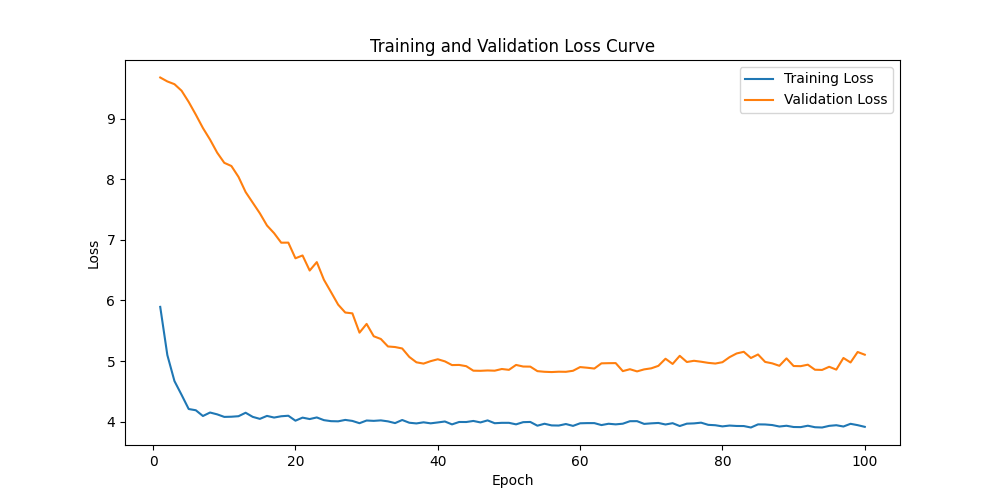 Training and Validation Loss Curve
Training Loss
Validation Loss
9
8
7
6
5
4
Loss
0 20 40 60 80 100
Epoch